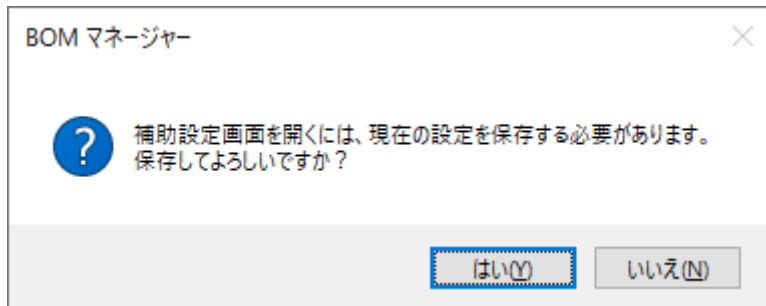 BOM マネージャー
補助設定画面を開くには、現在の設定を保存する必要があります。
保存してよろしいですか？
はい(Y)
いいえ(N)